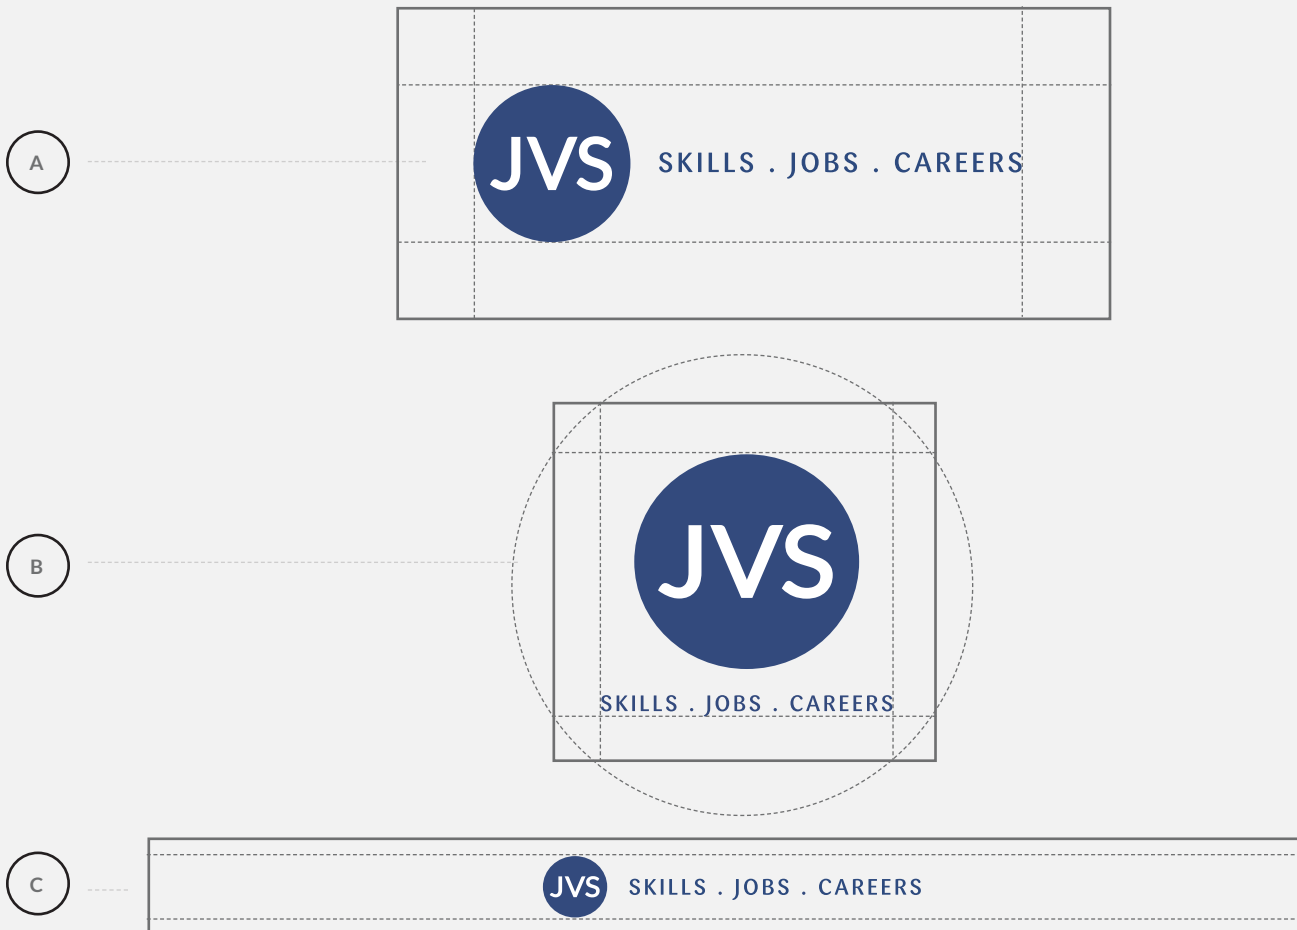 A
JVS SKILLS . JOBS . CAREERS
B
JVS
SKILLS . JOBS . CAREERS
C
JVS SKILLS . JOBS . CAREERS